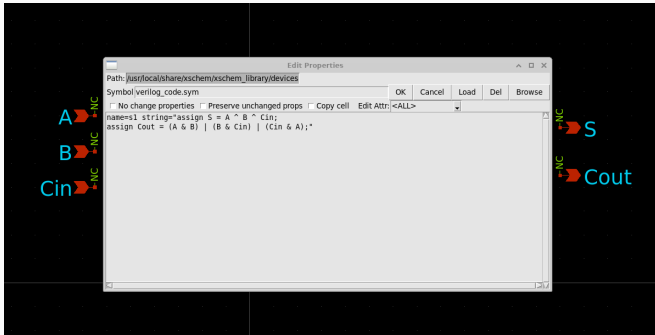 Edit Properties
Path: /usr/local/share/xschem/xschem_library/devices
Symbol verilog_code.sym OK Cancel Load Del Browse
No change properties Preserve unchanged props Copy cell Edit Attr: <ALL>
name=s1 string="assign S = A ^ B ^ Cin;
assign Cout = (A & B) | (B & Cin) | (Cin & A);"
A NC
B NC
Cin NC
NC S
NC Cout